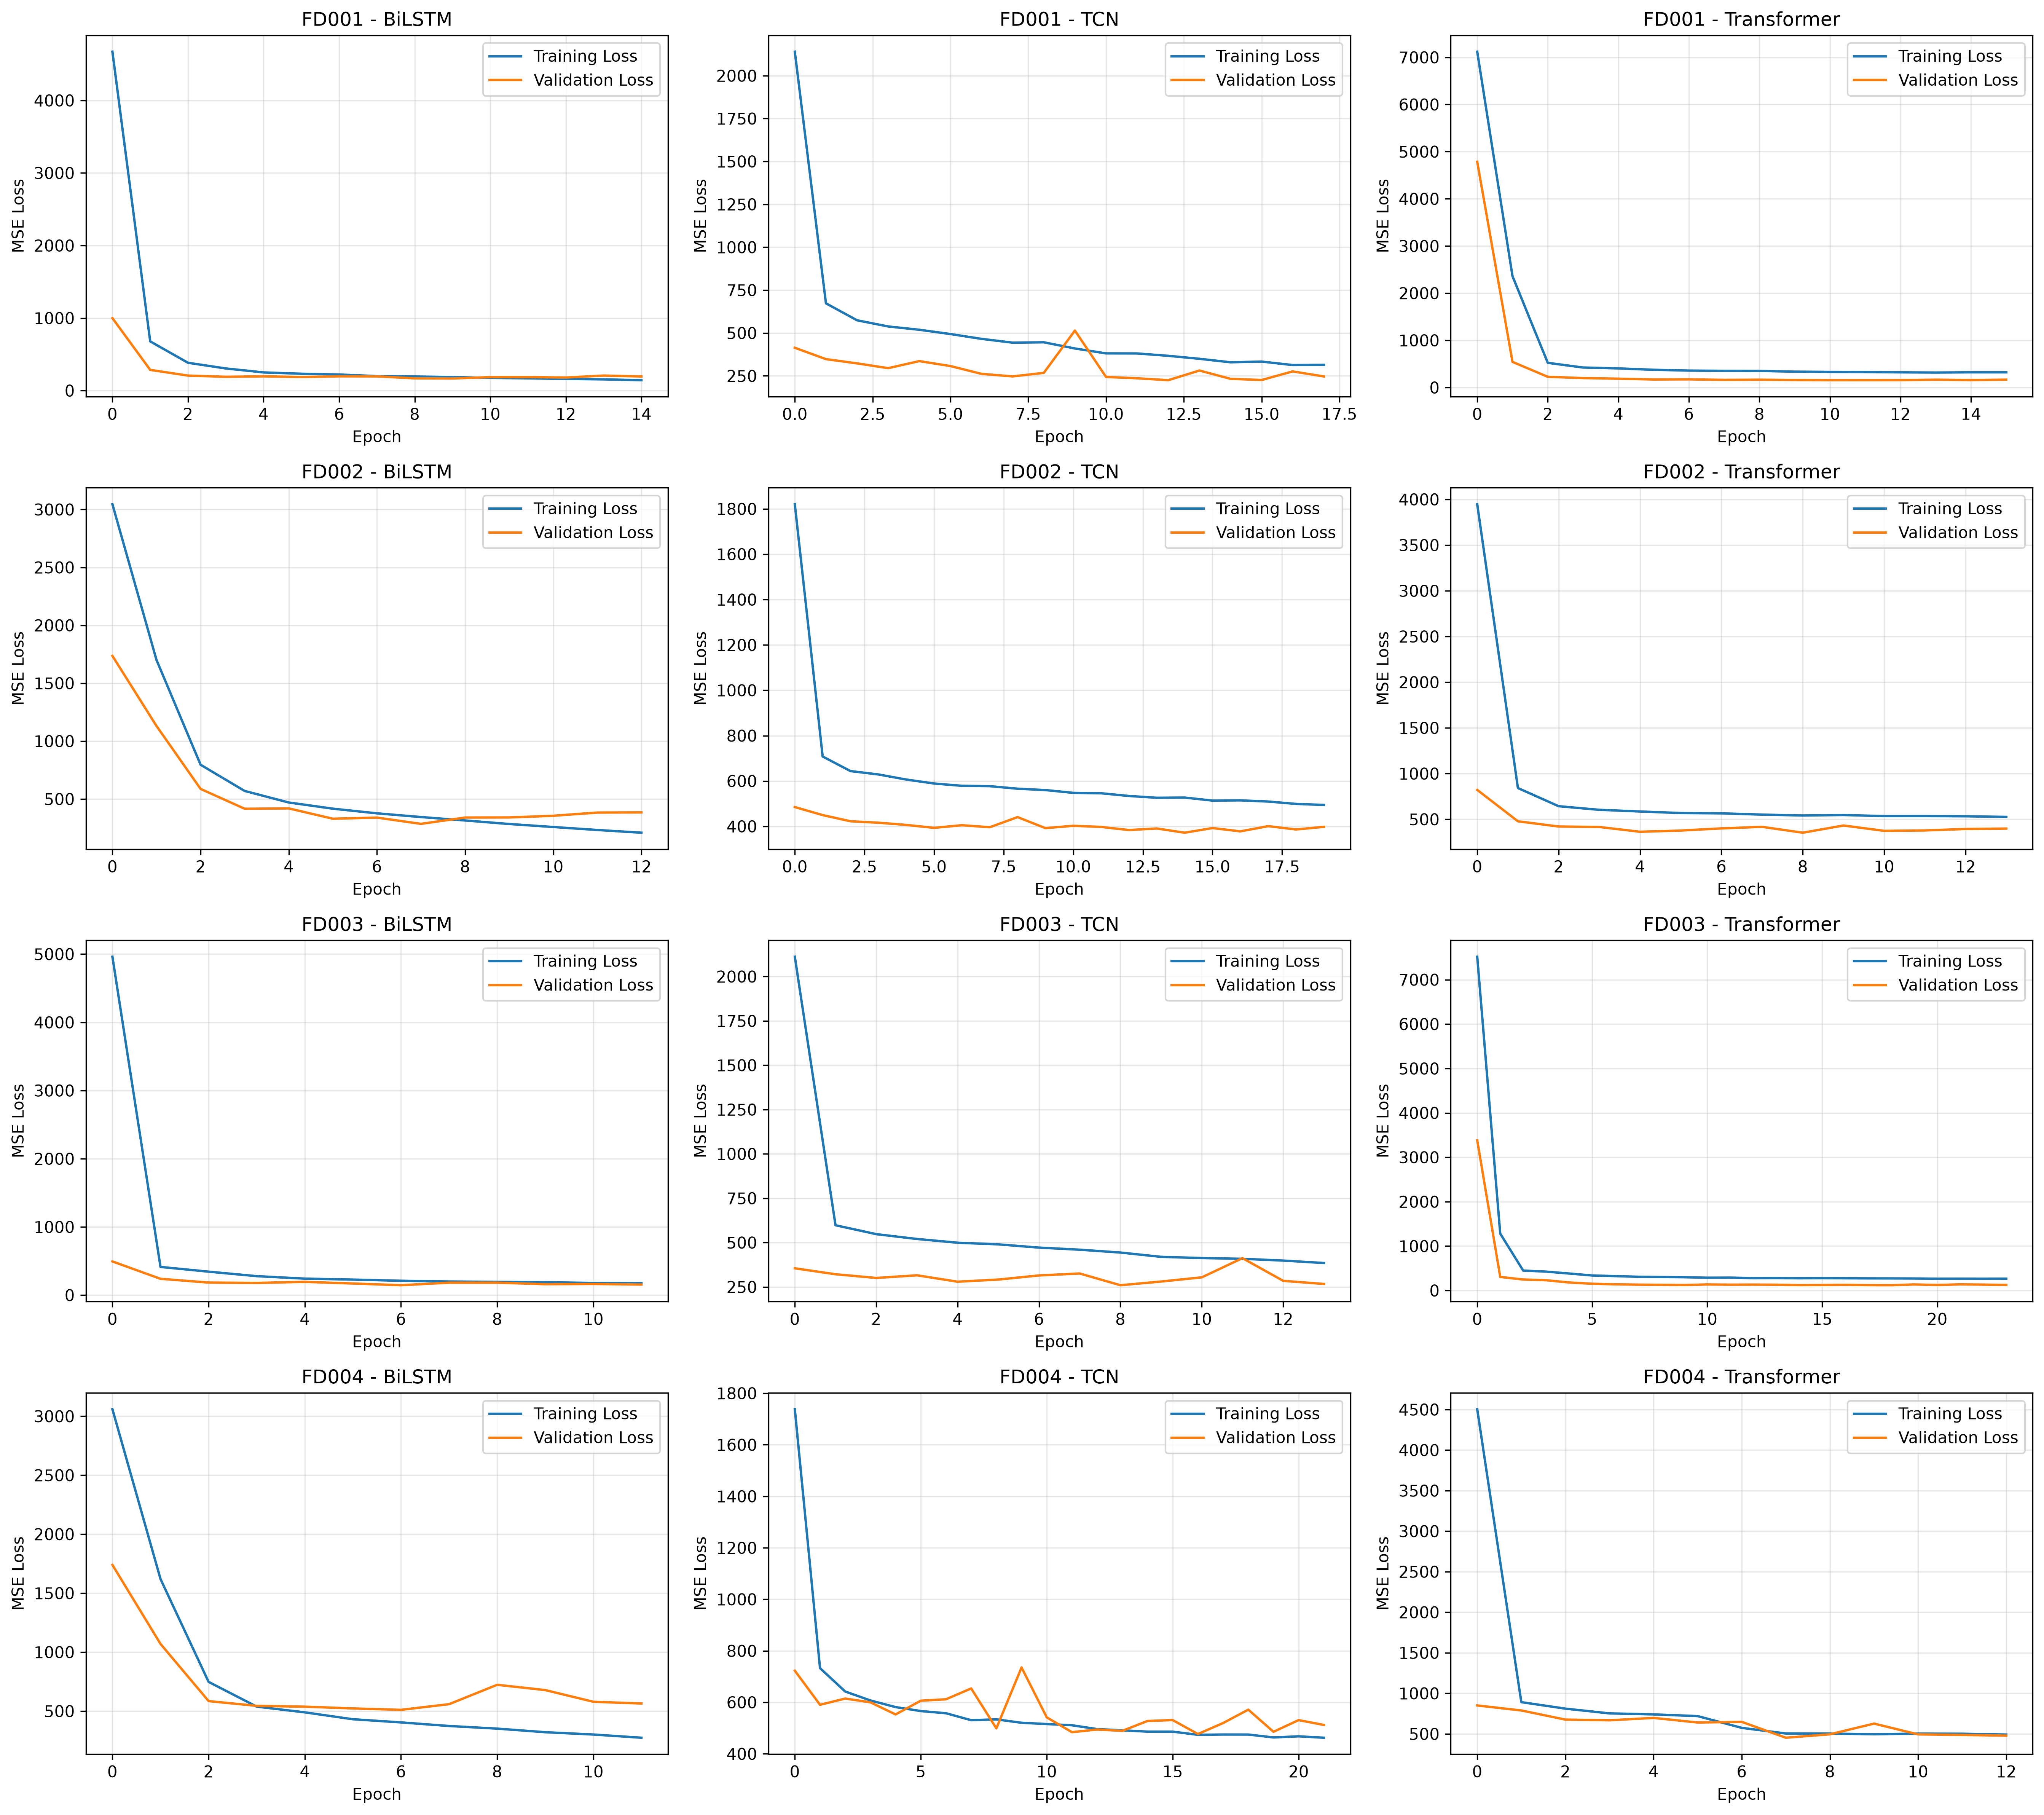 FD001 - BiLSTM
MSE Loss
4000
3000
2000
1000
0
Training Loss
Validation Loss
0 2 4 6 8 10 12 14
Epoch
FD001 - TCN
MSE Loss
2000
1750
1500
1250
1000
750
500
250
Training Loss
Validation Loss
0.0 2.5 5.0 7.5 10.0 12.5 15.0 17.5
Epoch
FD001 - Transformer
MSE Loss
7000
6000
5000
4000
3000
2000
1000
0
Training Loss
Validation Loss
0 2 4 6 8 10 12 14
Epoch
FD002 - BiLSTM
MSE Loss
3000
2500
2000
1500
1000
500
Training Loss
Validation Loss
0 2 4 6 8 10 12
Epoch
FD002 - TCN
MSE Loss
1800
1600
1400
1200
1000
800
600
400
Training Loss
Validation Loss
0.0 2.5 5.0 7.5 10.0 12.5 15.0 17.5
Epoch
FD002 - Transformer
MSE Loss
4000
3500
3000
2500
2000
1500
1000
500
Training Loss
Validation Loss
0 2 4 6 8 10 12
Epoch
FD003 - BiLSTM
MSE Loss
5000
4000
3000
2000
1000
0
Training Loss
Validation Loss
0 2 4 6 8 10
Epoch
FD003 - TCN
MSE Loss
2000
1750
1500
1250
1000
750
500
250
Training Loss
Validation Loss
0 2 4 6 8 10 12
Epoch
FD003 - Transformer
MSE Loss
7000
6000
5000
4000
3000
2000
1000
0
Training Loss
Validation Loss
0 5 10 15 20
Epoch
FD004 - BiLSTM
MSE Loss
3000
2500
2000
1500
1000
500
Training Loss
Validation Loss
0 2 4 6 8 10
Epoch
FD004 - TCN
MSE Loss
1800
1600
1400
1200
1000
800
600
400
Training Loss
Validation Loss
0 5 10 15 20
Epoch
FD004 - Transformer
MSE Loss
4500
4000
3500
3000
2500
2000
1500
1000
500
Training Loss
Validation Loss
0 2 4 6 8 10 12
Epoch